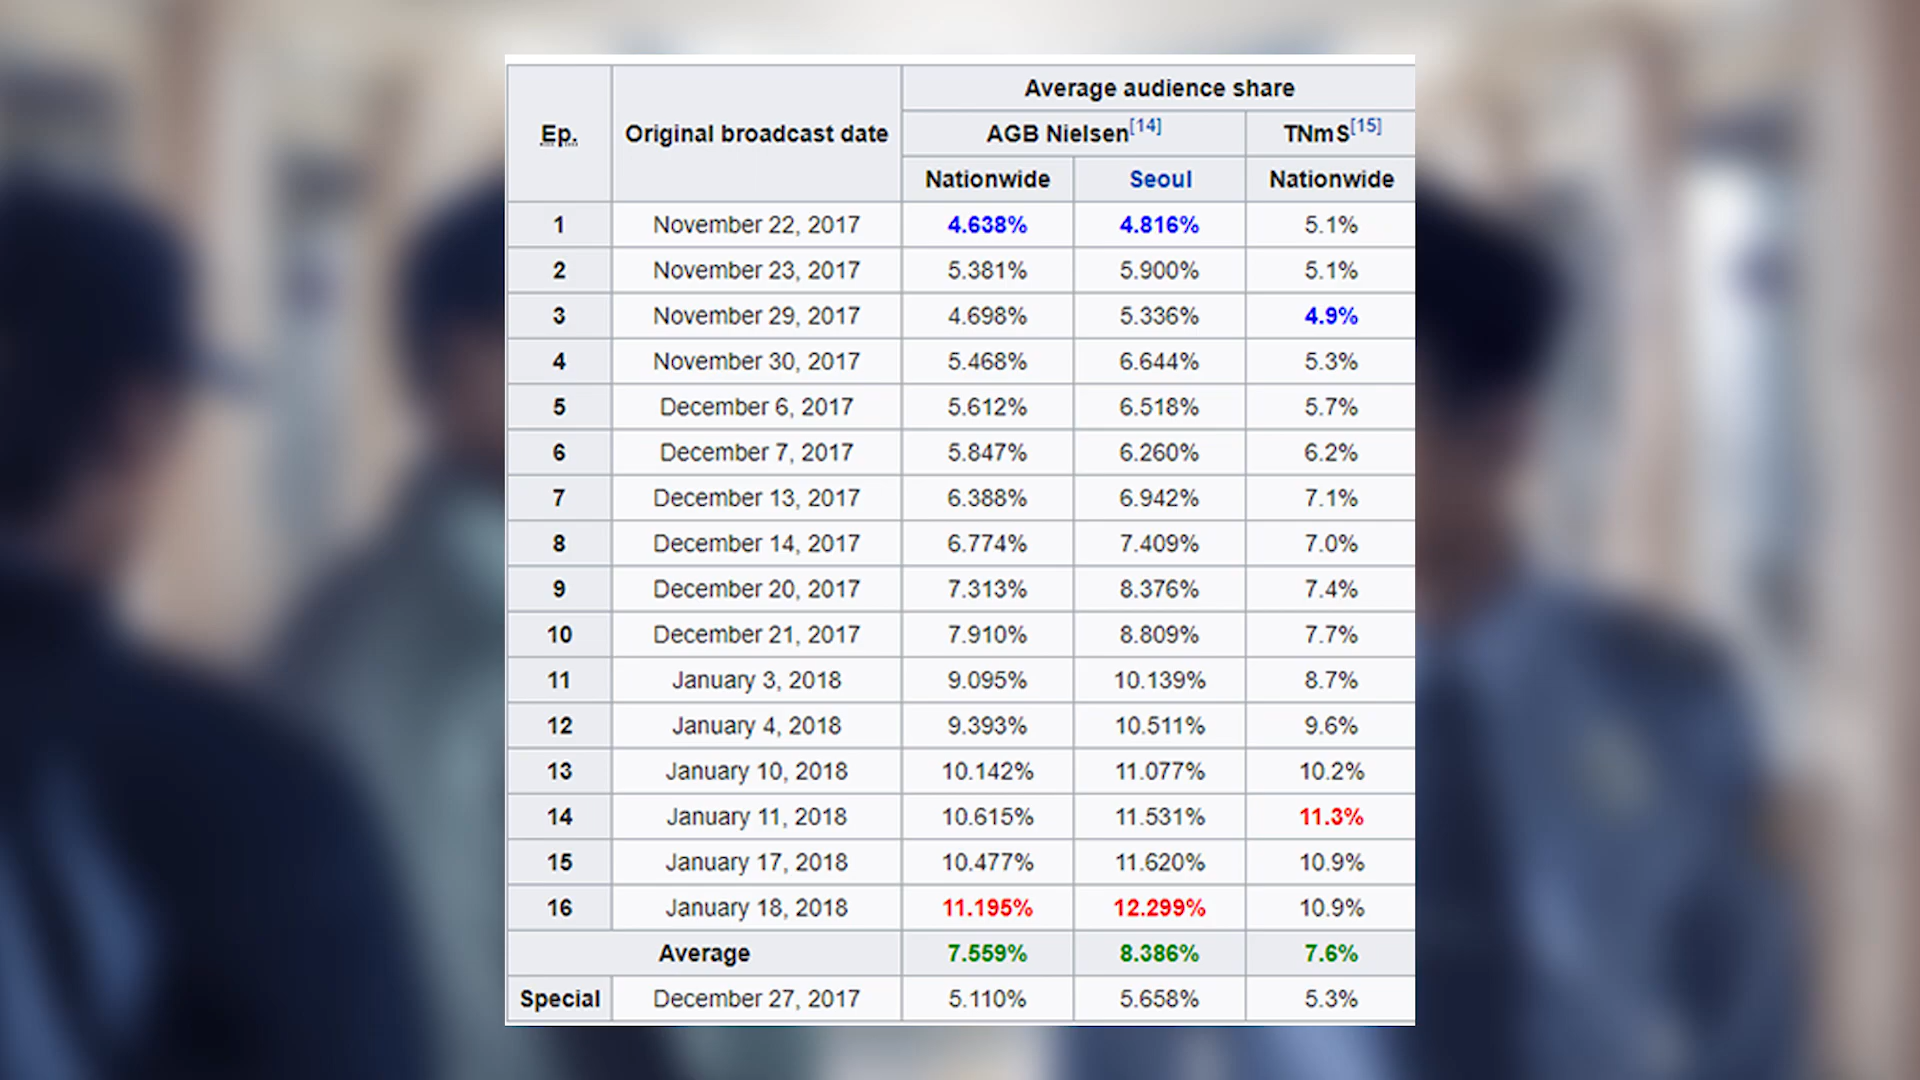 Average audience share
Ep. Original broadcast date AGB Nielsen[14] TNmS[15]
Nationwide Seoul Nationwide
1 November 22, 2017 4.638% 4.816% 5.1%
2 November 23, 2017 5.381% 5.900% 5.1%
3 November 29, 2017 4.698% 5.336% 4.9%
4 November 30, 2017 5.468% 6.644% 5.3%
5 December 6, 2017 5.612% 6.518% 5.7%
6 December 7, 2017 5.847% 6.260% 6.2%
7 December 13, 2017 6.388% 6.942% 7.1%
8 December 14, 2017 6.774% 7.409% 7.0%
9 December 20, 2017 7.313% 8.376% 7.4%
10 December 21, 2017 7.910% 8.809% 7.7%
11 January 3, 2018 9.095% 10.139% 8.7%
12 January 4, 2018 9.393% 10.511% 9.6%
13 January 10, 2018 10.142% 11.077% 10.2%
14 January 11, 2018 10.615% 11.531% 11.3%
15 January 17, 2018 10.477% 11.620% 10.9%
16 January 18, 2018 11.195% 12.299% 10.9%
Average 7.559% 8.386% 7.6%
Special December 27, 2017 5.110% 5.658% 5.3%